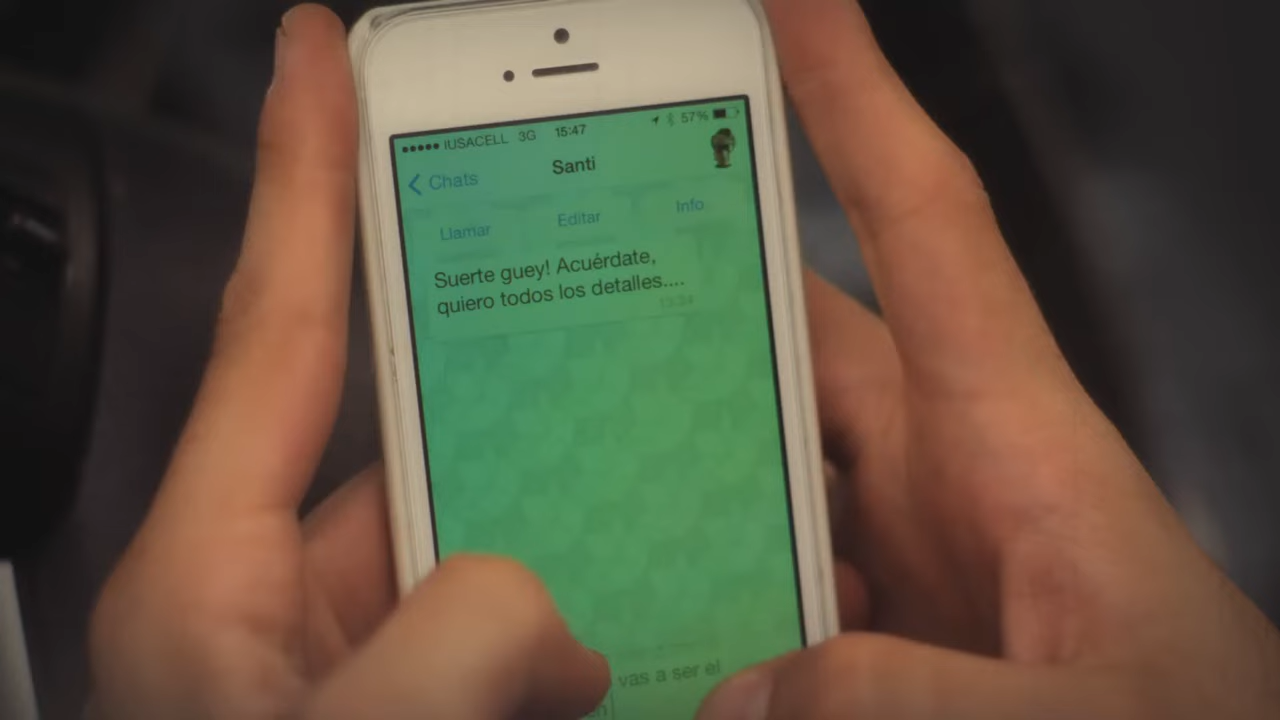 IUSACELL 3G 15:47 57%
Chats Santi
Llamar Editar Info
Suerte guey! Acuérdate,
quiero todos los detalles....
vas a ser el